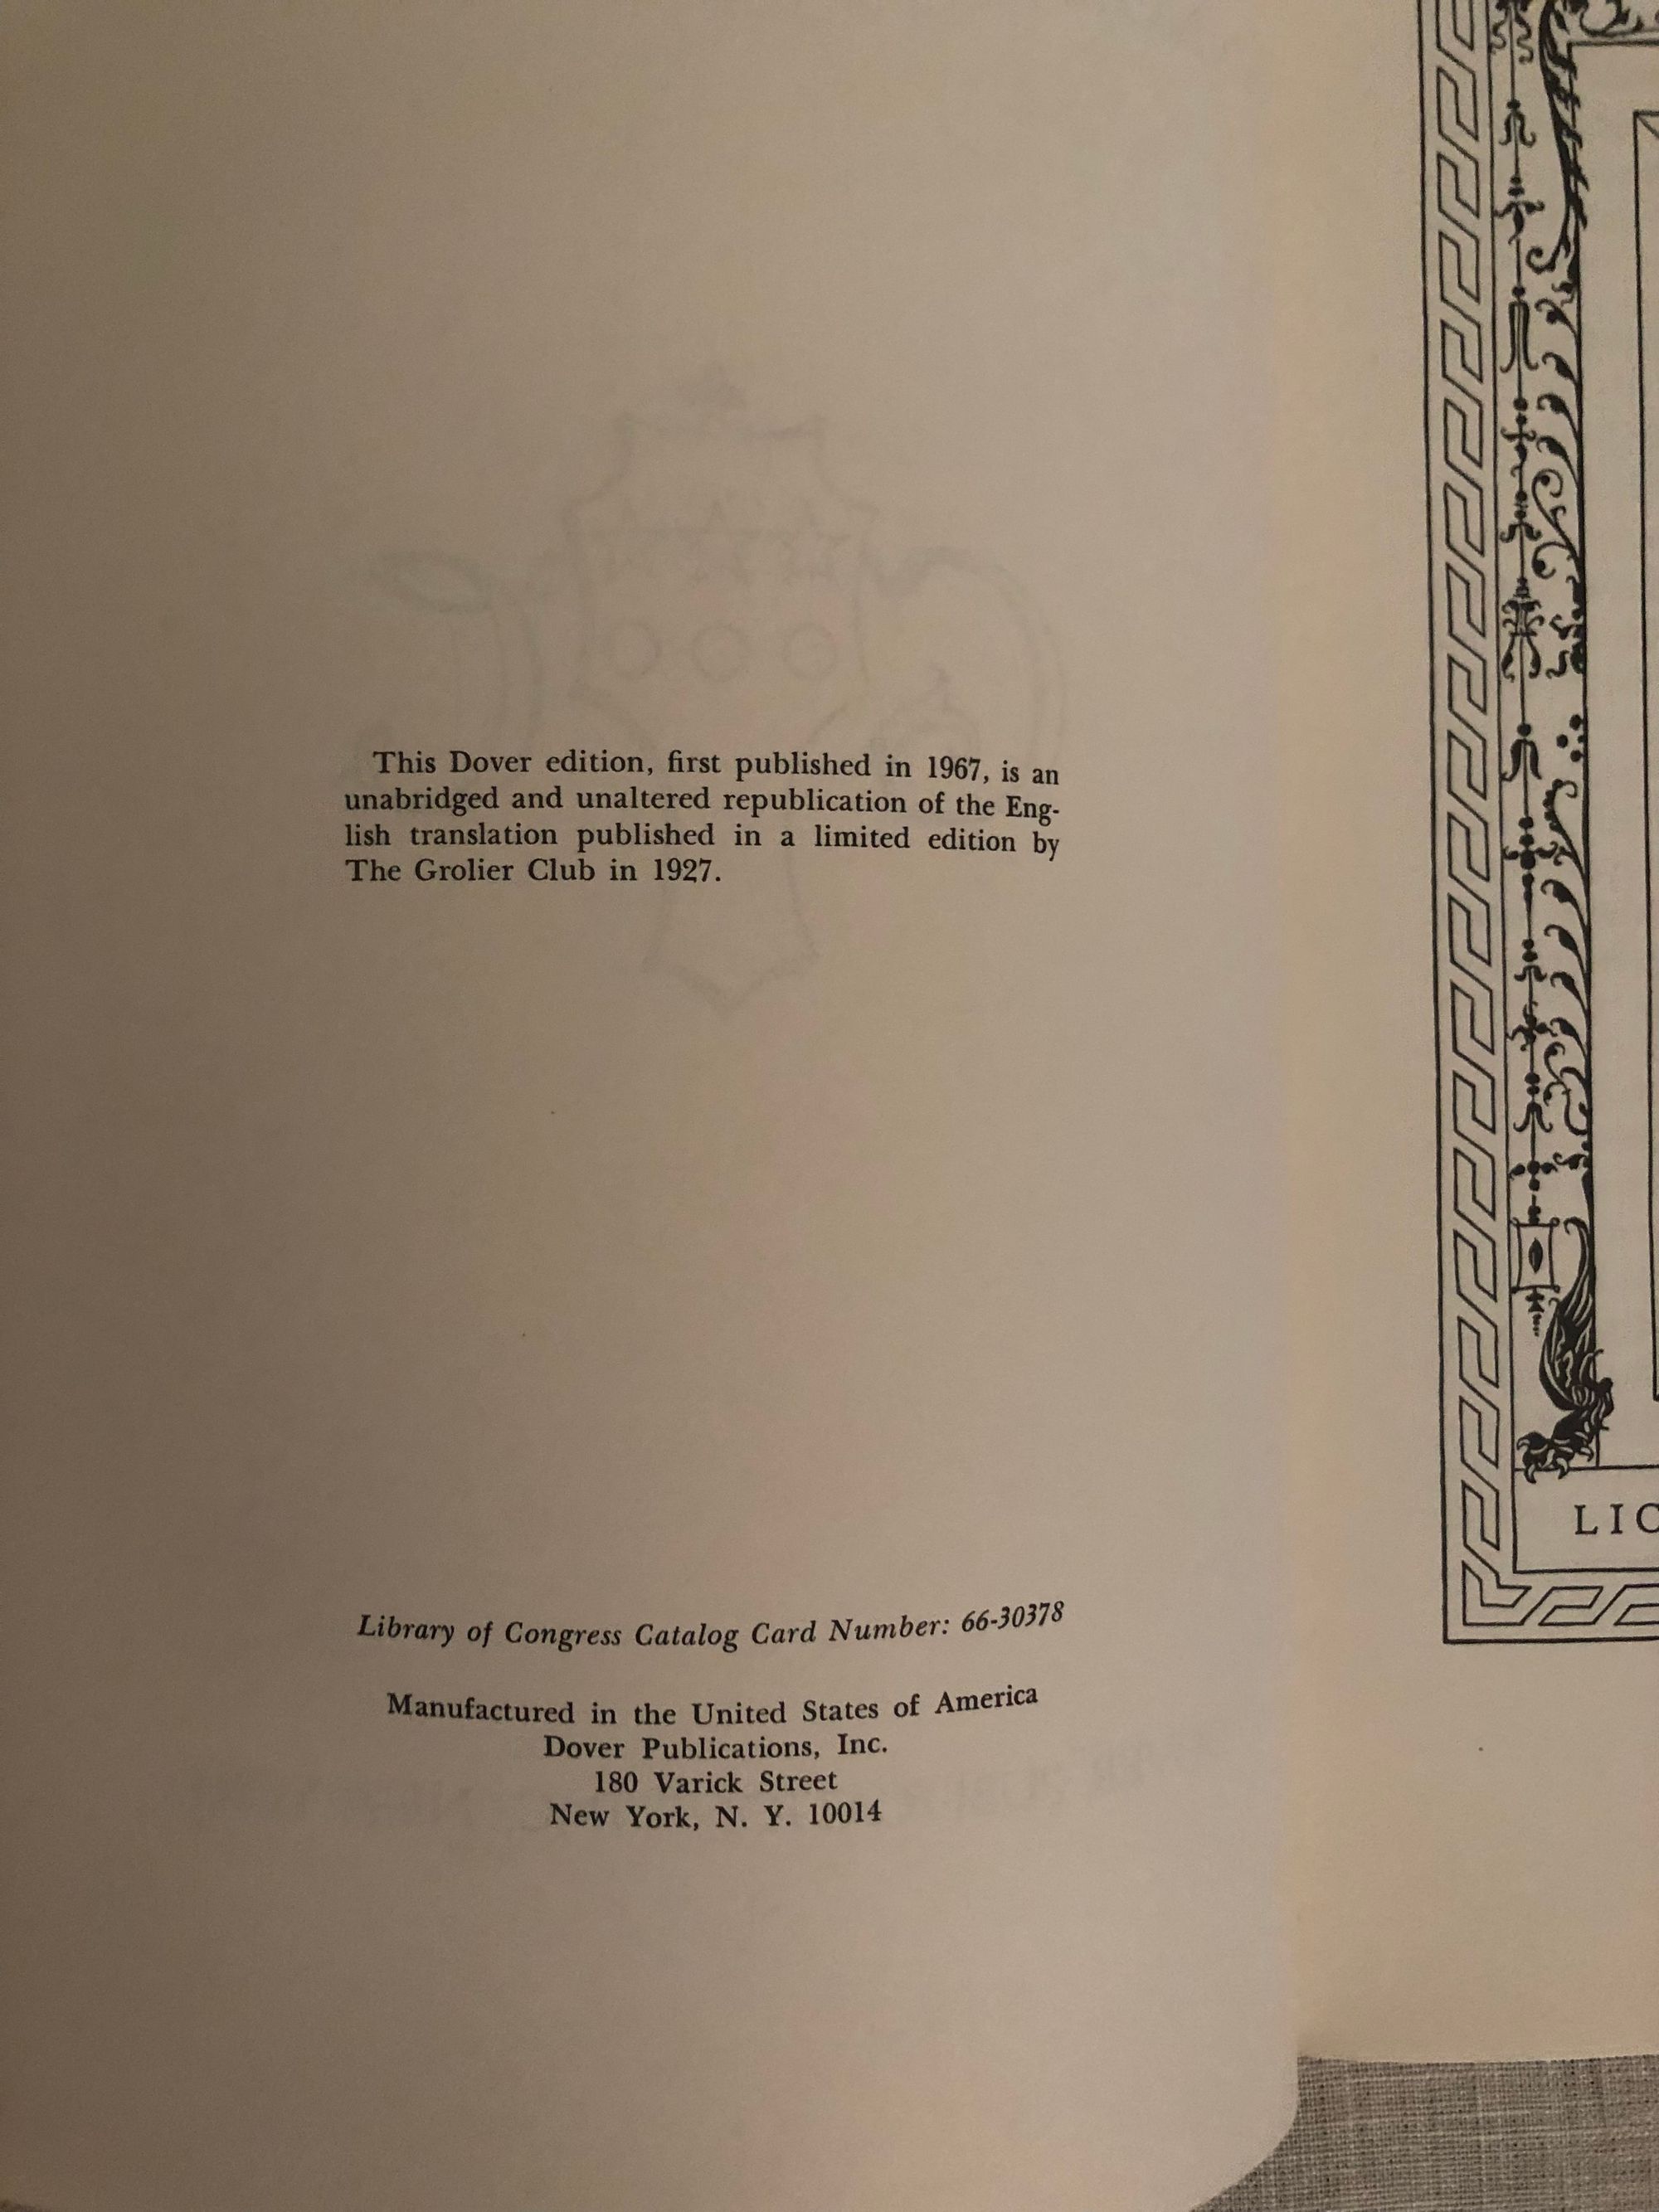 This Dover edition, first published in 1967, is an
unabridged and unaltered republication of the Eng-
lish translation published in a limited edition by
The Grolier Club in 1927.
Library of Congress Catalog Card Number: 66-30378
Manufactured in the United States of America
Dover Publications, Inc.
180 Varick Street
New York, N. Y. 10014